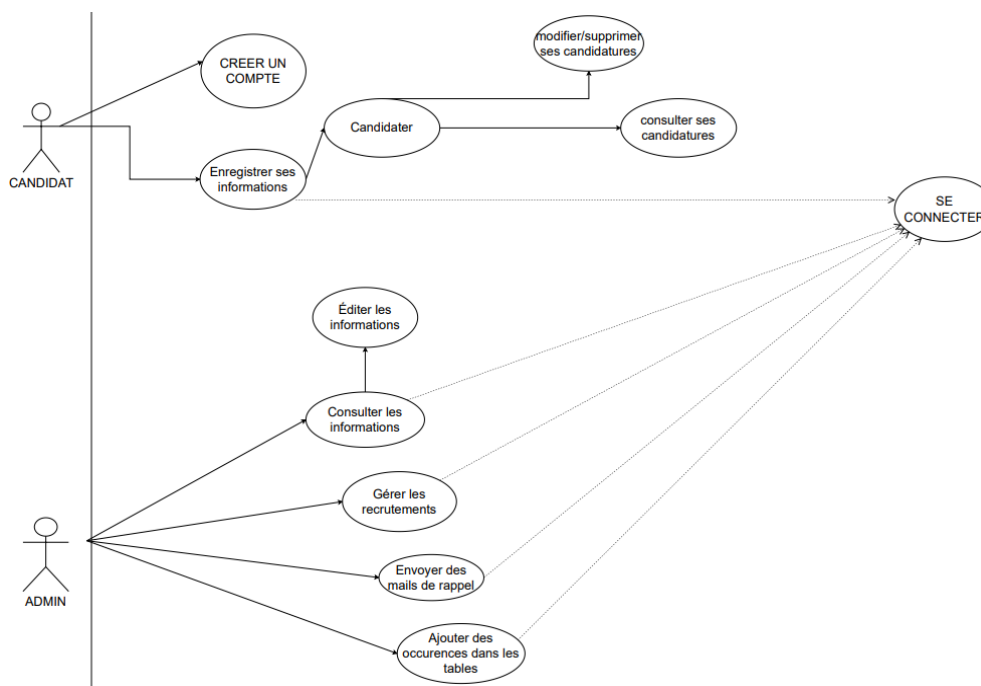 modifier/supprimer
ses candidatures
CREER UN
COMPTE
Candidater
consulter ses
candidatures
CANDIDAT
Enregistrer ses
informations
SE
CONNECTER
Éditer les
informations
Consulter les
informations
Gérer les
recrutements
Envoyer des
mails de rappel
ADMIN
Ajouter des
occurences dans les
tables